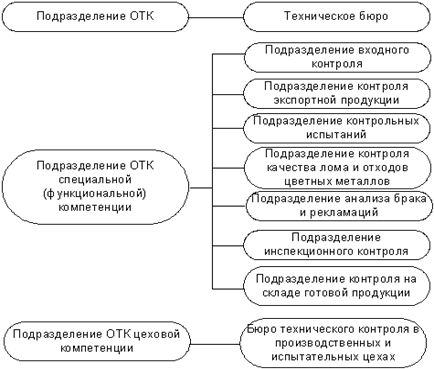 Подразделение ОТК
Техническое бюро
Подразделение входного
контроля
Подразделение контроля
экспортной продукции
Подразделение контрольных
испытаний
Подразделение ОТК
специальной
(функциональной)
компетенции
Подразделение контроля
качества лома и отходов
цветных металлов
Подразделение анализа брака
и рекламаций
Подразделение
инспекционного контроля
Подразделение контроля на
складе готовой продукции
Подразделение ОТК цеховой
компетенции
Бюро технического контроля в
производственных и
испытательных цехах